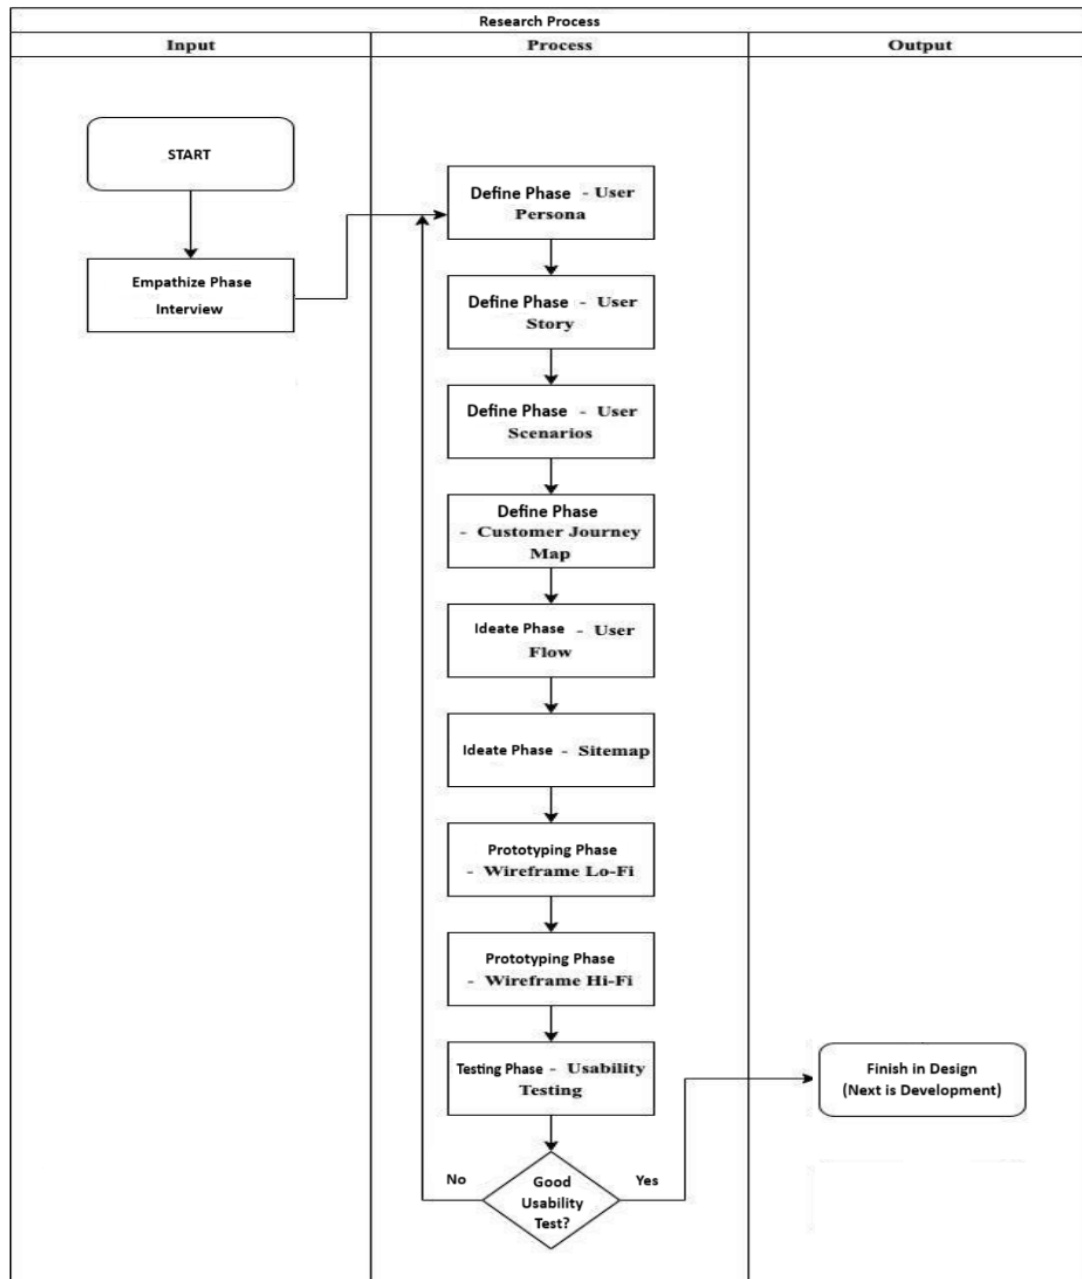 Research Process
Input
Process
Output
START
Empathize Phase
Interview
Define Phase - User
Persona
Define Phase - User
Story
Define Phase - User
Scenarios
Define Phase
- Customer Journey
Map
Ideate Phase - User
Flow
Ideate Phase - Sitemap
Prototyping Phase
- Wireframe Lo-Fi
Prototyping Phase
- Wireframe Hi-Fi
Testing Phase - Usability
Testing
Good
Usability
Test?
No
Yes
Finish in Design
(Next is Development)